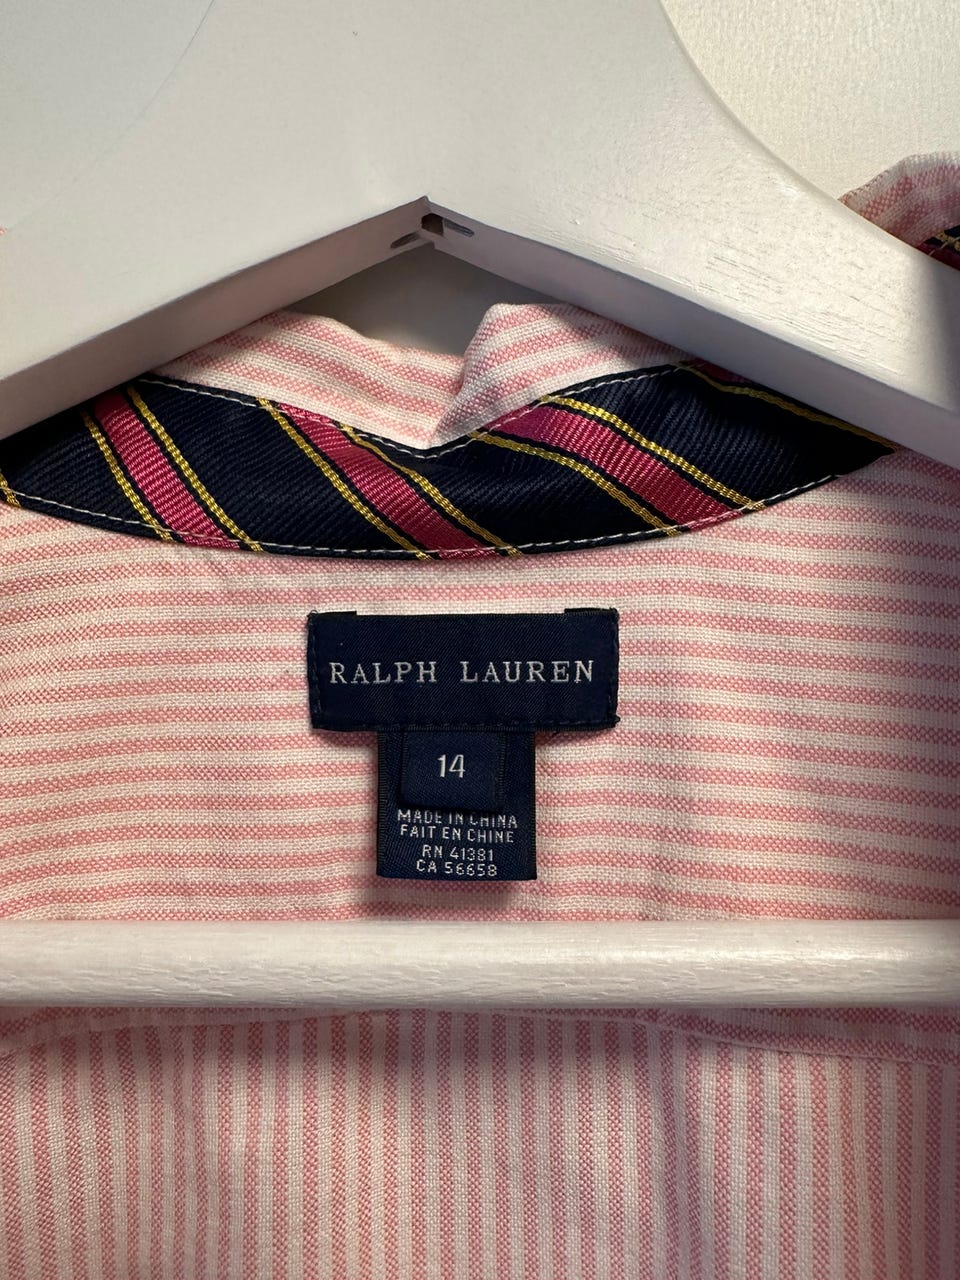 RALPH LAUREN
14
MADE IN CHINA
FAIT EN CHINE
RN 41381
CA 56658